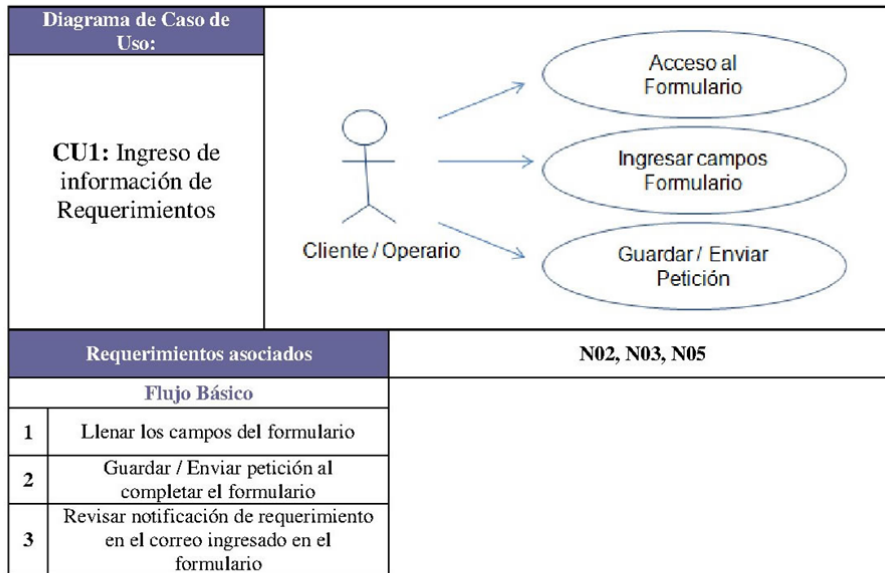 Diagrama de Caso de
Uso:
CU1: Ingreso de
información de
Requerimientos
Acceso al
Formulario
Ingresar campos
Formulario
Guardar / Enviar
Petición
Cliente / Operario
Requerimientos asociados
N02, N03, N05
Flujo Básico
1
Llenar los campos del formulario
2
Guardar / Enviar petición al
completar el formulario
3
Revisar notificación de requerimiento
en el correo ingresado en el
formulario